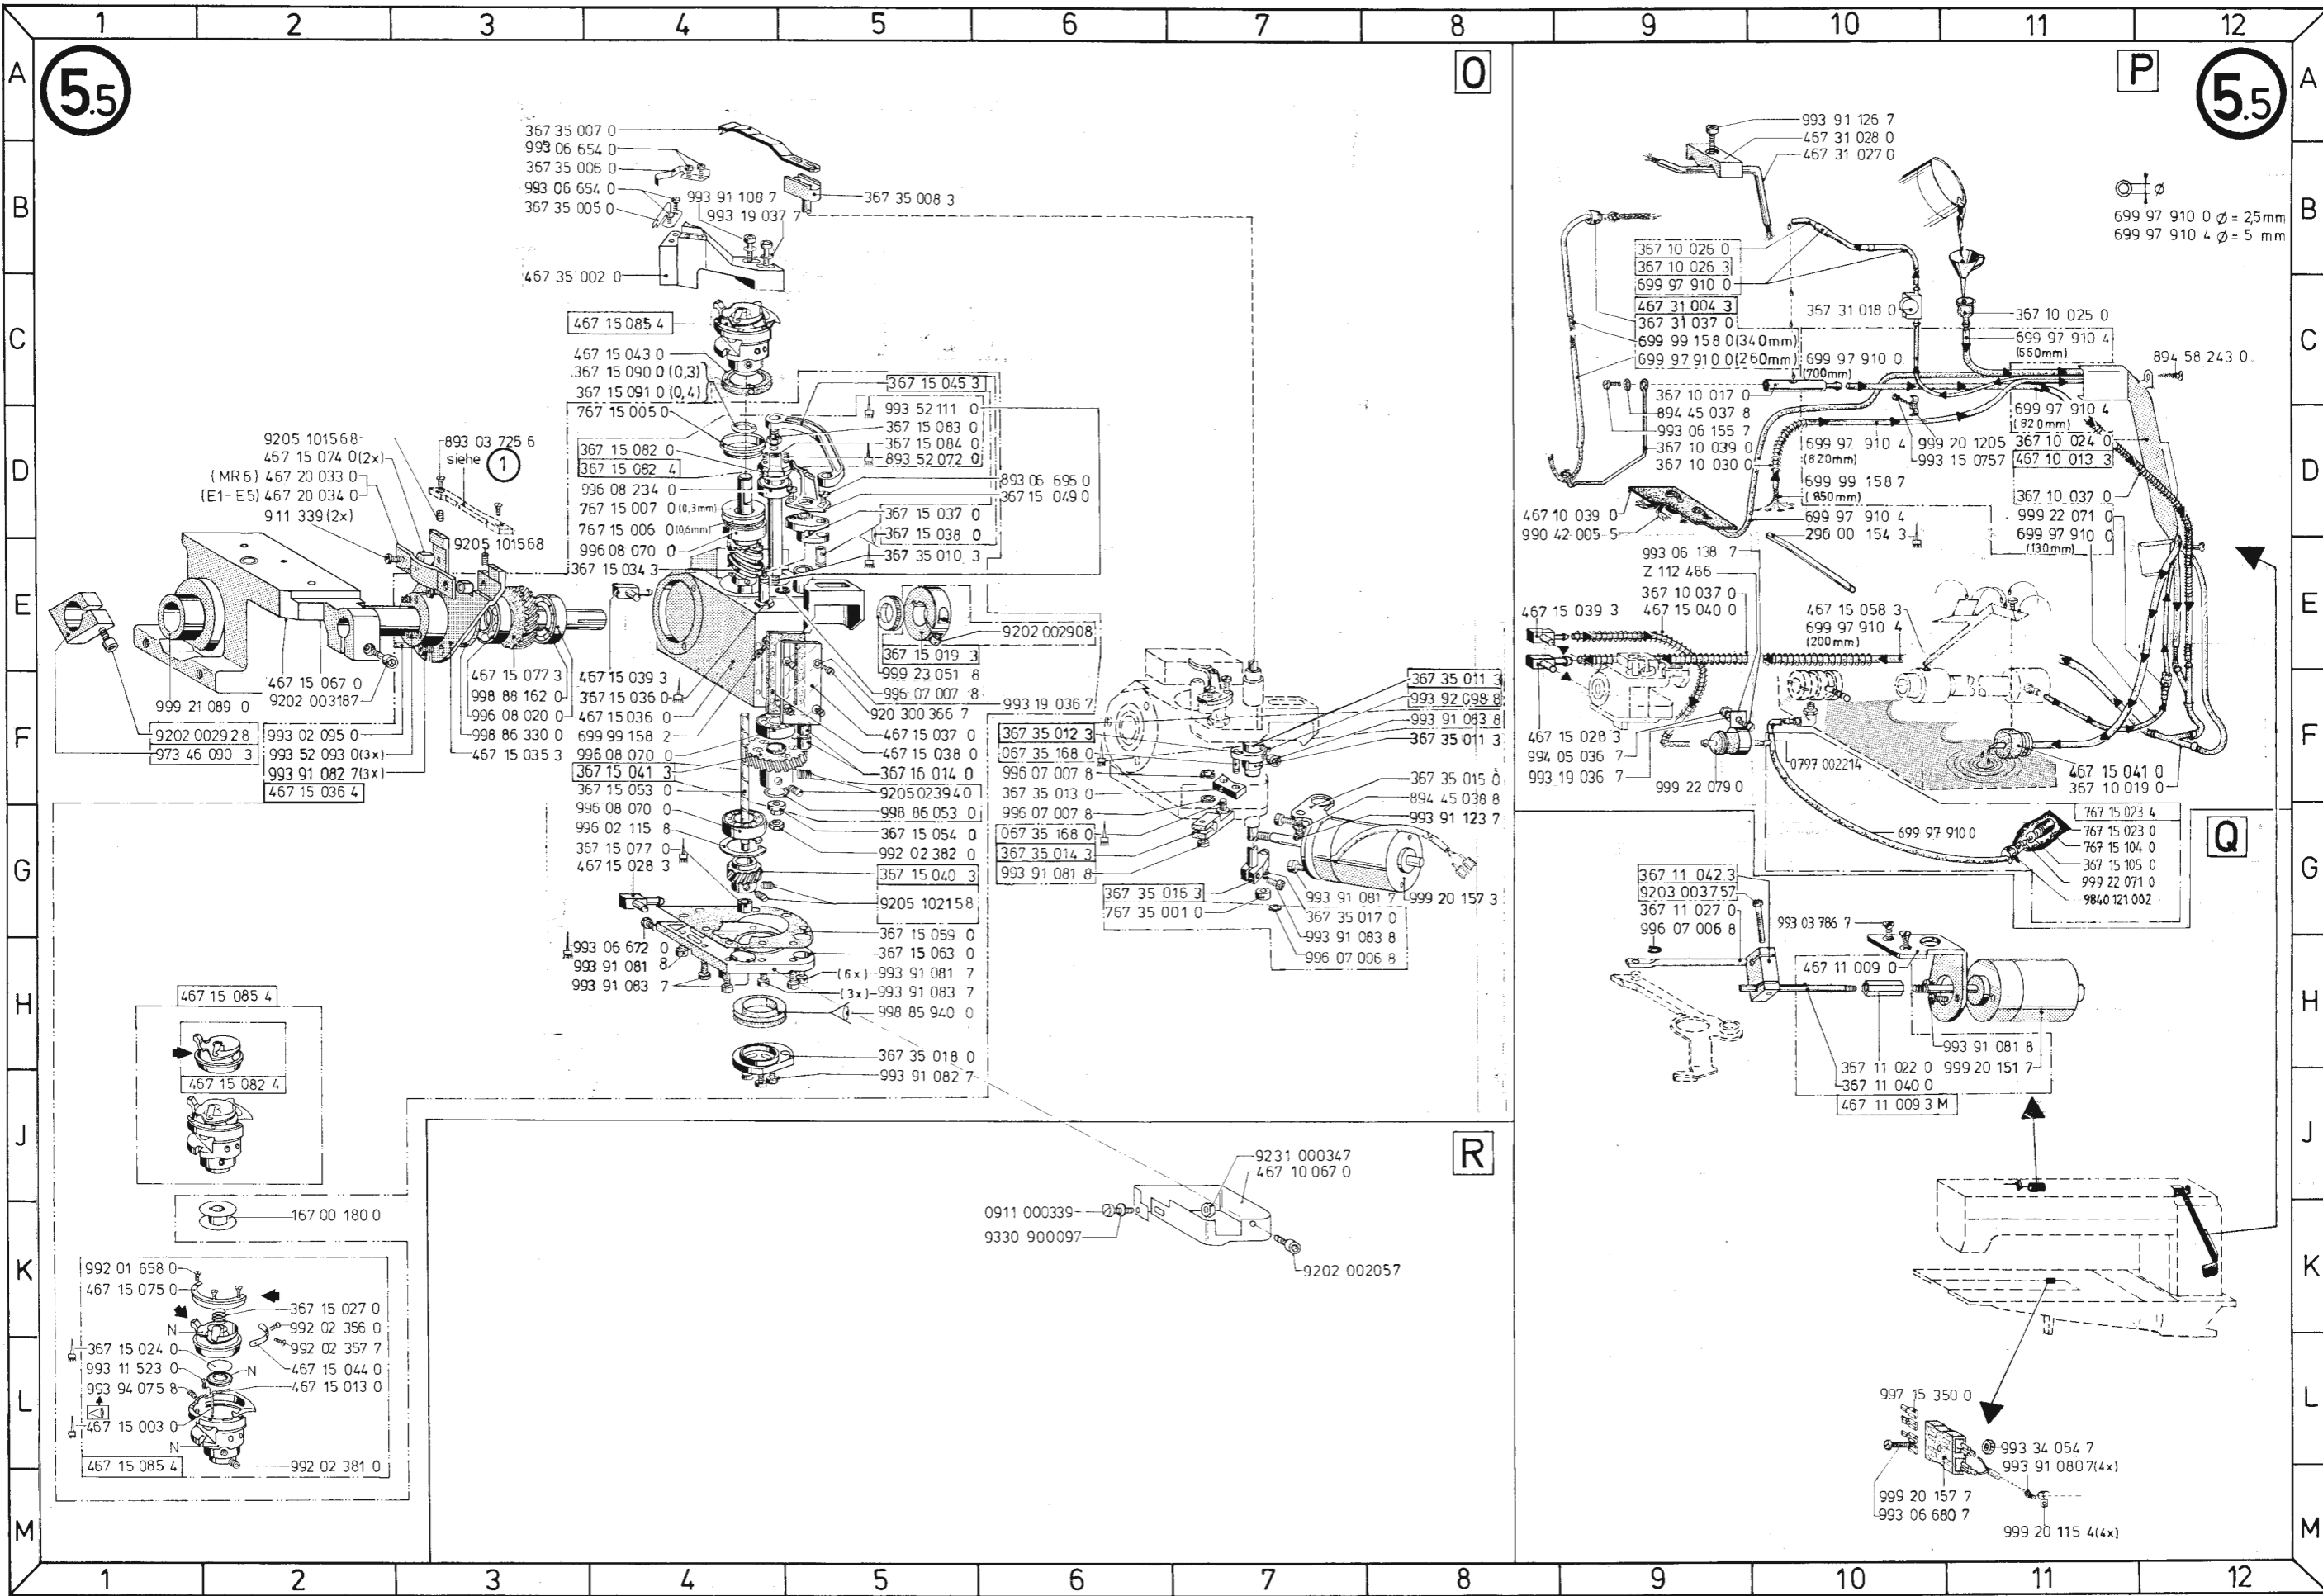 1 2 3 4 5 6 7 8 9 10 11 12
A
B
C
D
E
F
G
H
J
K
L
M
5.5
O
367 35 007 0
993 06 654 0
367 35 006 0
993 06 654 0
367 35 005 0
993 91 108 7
993 19 037 7
367 35 008 3
467 35 002 0
467 15 085 4
467 15 043 0
367 15 090 0 (0,3)
367 15 091 0 (0,4)
767 15 005 0
367 15 082 0
367 15 082 4
996 08 234 0
767 15 007 0 (0,3mm)
767 15 006 0 (0,6mm)
996 08 070 0
367 15 034 3
367 15 045 3
993 52 111 0
367 15 083 0
367 15 084 0
893 52 072 0
893 06 695 0
367 15 049 0
367 15 037 0
367 15 038 0
367 35 010 3
9205 101568
467 15 074 0 (2x)
(MR6) 467 20 033 0
(E1-E5) 467 20 034 0
911 339 (2x)
893 03 725 6
siehe 1
9205 101568
9202 002908
367 15 019 3
999 23 051 8
996 07 007 8
920 300 366 7
467 15 037 0
467 15 038 0
367 16 014 0
9205 023940
998 86 053 0
367 15 054 0
992 02 382 0
367 15 040 3
9205 102158
367 15 059 0
367 15 063 0
(6x) 993 91 081 7
(3x) 993 91 083 7
998 85 940 0
367 35 018 0
993 91 082 7
467 15 067 0
9202 003187
999 21 089 0
9202 002928
973 46 090 3
993 02 095 0
993 52 093 0(3x)
993 91 082 7(3x)
467 15 036 4
467 15 077 3
998 88 162 0
996 08 020 0
998 86 330 0
467 15 035 3
467 15 039 3
367 15 036 0
467 15 036 0
699 99 158 2
996 08 070 0
367 15 041 3
367 15 053 0
996 08 070 0
996 02 115 8
367 15 077 0
467 15 028 3
993 06 672 0
993 91 081 8
993 91 083 7
993 19 036 7
367 35 012 3
067 35 168 0
996 07 007 8
367 35 013 0
996 07 007 8
067 35 168 0
367 35 014 3
993 91 081 8
367 35 016 3
767 35 001 0
367 35 011 3
993 92 098 8
993 91 083 8
367 35 011 3
367 35 015 0
894 45 038 8
993 91 123 7
993 91 081 7
999 20 157 3
367 35 017 0
993 91 083 8
996 07 006 8
467 15 085 4
467 15 082 4
167 00 180 0
992 01 658 0
467 15 075 0
367 15 027 0
N
992 02 356 0
992 02 357 7
367 15 024 0
993 11 523 0
N
467 15 044 0
993 94 075 8
467 15 013 0
467 15 003 0
N
467 15 085 4
992 02 381 0
R
9231 000347
467 10 067 0
0911 000339
9330 900097
9202 002057
P
5.5
993 91 126 7
467 31 028 0
467 31 027 0
∅
699 97 910 0 ∅ = 2,5mm
699 97 910 4 ∅ = 5 mm
367 10 026 0
367 10 026 3
699 97 910 0
467 31 004 3
367 31 037 0
699 99 158 0 (340mm)
699 97 910 0 (260mm)
367 31 018 0
367 10 025 0
699 97 910 4
(550mm)
699 97 910 0
(700mm)
894 58 243 0
367 10 017 0
894 45 037 8
993 06 155 7
367 10 039 0
367 10 030 0
699 97 910 4
(820mm)
999 20 1205
993 15 0757
699 97 910 4
(820mm)
367 10 024 0
467 10 013 3
699 99 158 7
(850mm)
367 10 037 0
467 10 039 0
990 42 005 5
699 97 910 4
296 00 154 3
999 22 071 0
699 97 910 0
(130mm)
993 06 138 7
Z 112 486
367 10 037 0
467 15 040 0
467 15 039 3
467 15 058 3
699 97 910 4
(200mm)
467 15 028 3
994 05 036 7
993 19 036 7
999 22 079 0
0797 002214
467 15 041 0
367 10 019 0
699 97 910 0
767 15 023 4
767 15 023 0
767 15 104 0
367 15 105 0
999 22 071 0
9840 121 002
Q
367 11 042 3
9203 003757
367 11 027 0
996 07 006 8
993 03 786 7
467 11 009 0
993 91 081 8
367 11 022 0
999 20 151 7
367 11 040 0
467 11 009 3 M
997 15 350 0
993 34 054 7
993 91 0807(4x)
999 20 157 7
993 06 680 7
999 20 115 4(4x)
A
B
C
D
E
F
G
H
J
K
L
M
1 2 3 4 5 6 7 8 9 10 11 12